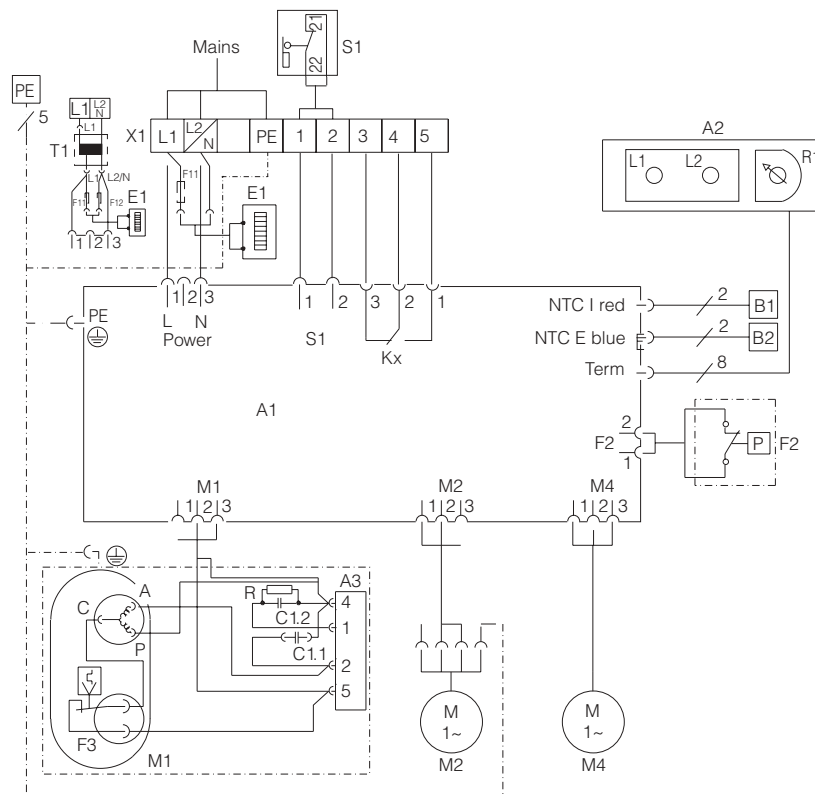 Mains
21
22
S1
PE
5
L1 L2 N
L1
T1
L1 L2/N
F11 F12
E1
1 2 3
X1 L1 L2 N PE 1 2 3 4 5
F11
E1
A2
L1 L2 R1
1 2 3
1 2 3 2 1
L N
Power
S1
Kx
PE
NTC I red 2 B1
NTC E blue 2 B2
Term 8
A1
2
F2
1
P F2
M1
1 2 3
M2
1 2 3
M4
1 2 3
A
C
P
R
C1.2
C1.1
A3
4
1
2
5
F3
M1
M
1~
M2
M
1~
M4